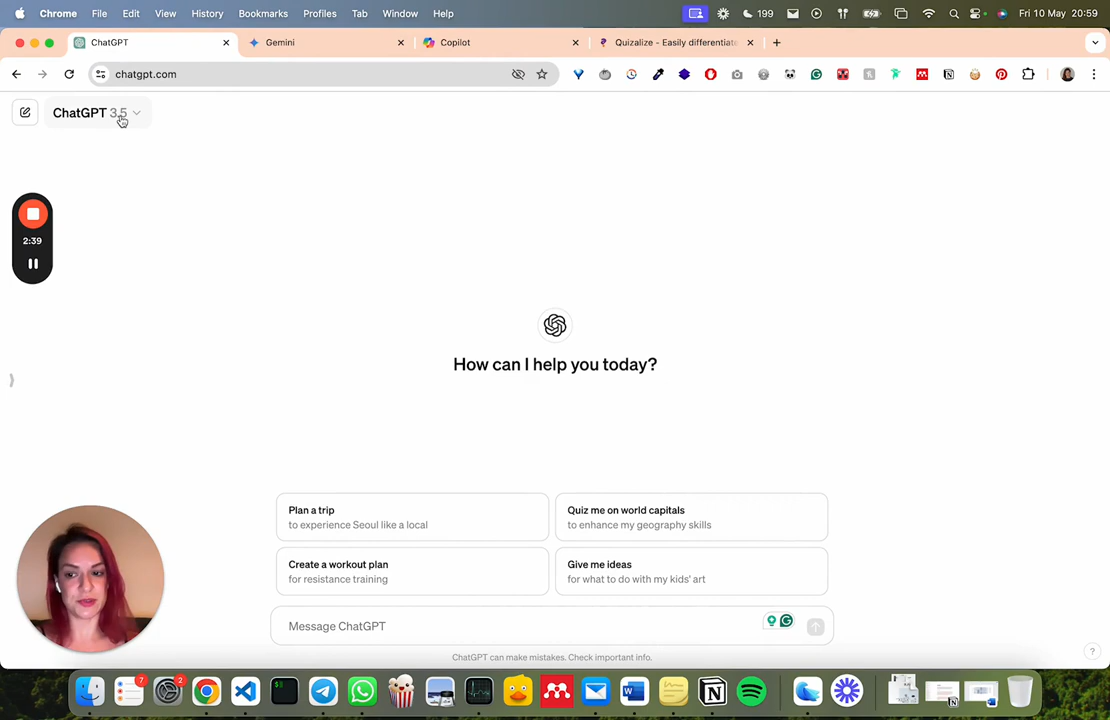 Chrome File Edit View History Bookmarks Profiles Tab Window Help 199 Fri 10 May 20:59
ChatGPT Gemini Copilot Quizalize - Easily differentiate
chatgpt.com
ChatGPT 3.5
2:39
How can I help you today?
Plan a trip
to experience Seoul like a local
Quiz me on world capitals
to enhance my geography skills
Create a workout plan
for resistance training
Give me ideas
for what to do with my kids' art
Message ChatGPT
ChatGPT can make mistakes. Check important info.
?
7 2